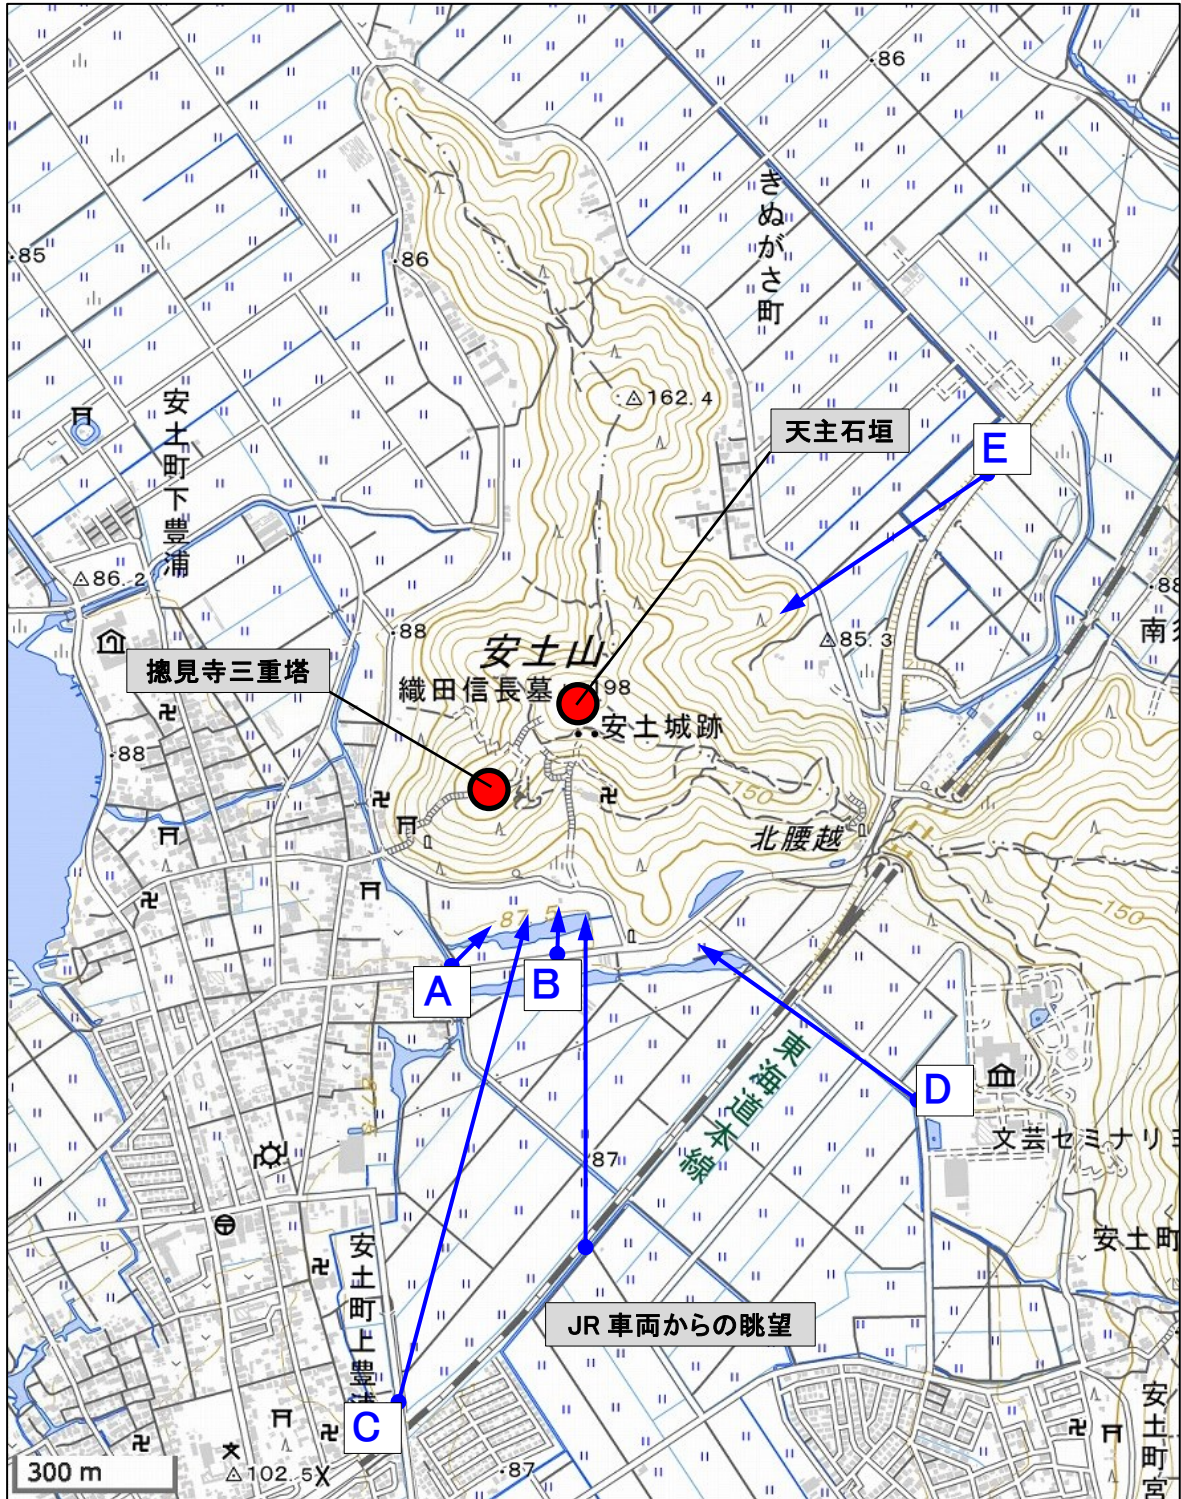 86
きぬがさ町
85
86
162.4
天主石垣
E
安土町下豊浦
86.2
88
88
安土山
85.3
南
摠見寺三重塔
織田信長墓
198
安土城跡
88
150
北腰越
150
87.5
A
B
D
東海道本線
文芸セミナリヨ
87
安土町
JR車両からの眺望
安土町上豊浦
C
安土町宮
102.5
87
300 m